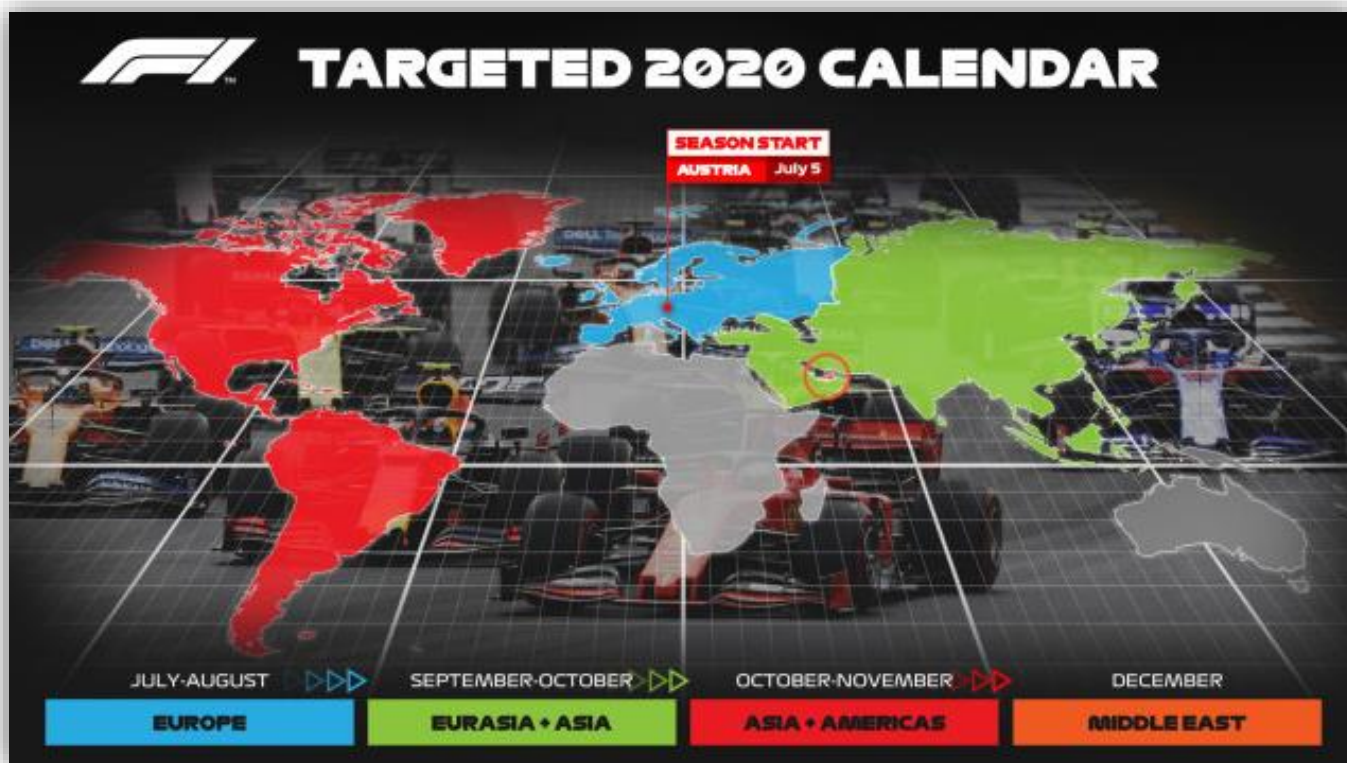 F1™ TARGETED 2020 CALENDAR
SEASON START
AUSTRIA July 5
JULY-AUGUST SEPTEMBER-OCTOBER OCTOBER-NOVEMBER DECEMBER
EUROPE EURASIA + ASIA ASIA + AMERICAS MIDDLE EAST